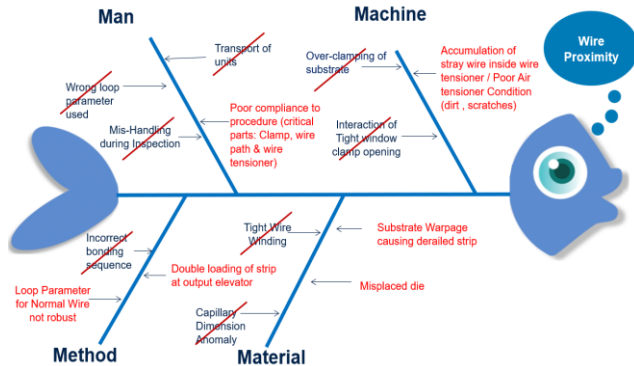 Man
Machine
Wire
Proximity
Transport of
units
Wrong loop
parameter
used
Mis-Handling
during Inspection
Poor compliance to
procedure (critical
parts: Clamp, wire
path & wire
tensioner)
Over-clamping of
substrate
Accumulation of
stray wire inside wire
tensioner / Poor Air
tensioner Condition
(dirt , scratches)
Interaction of
Tight window
clamp opening
Incorrect
bonding
sequence
Loop Parameter
for Normal Wire
not robust
Double loading of strip
at output elevator
Tight Wire
Winding
Substrate Warpage
causing derailed strip
Misplaced die
Capillary
Dimension
Anomaly
Method
Material